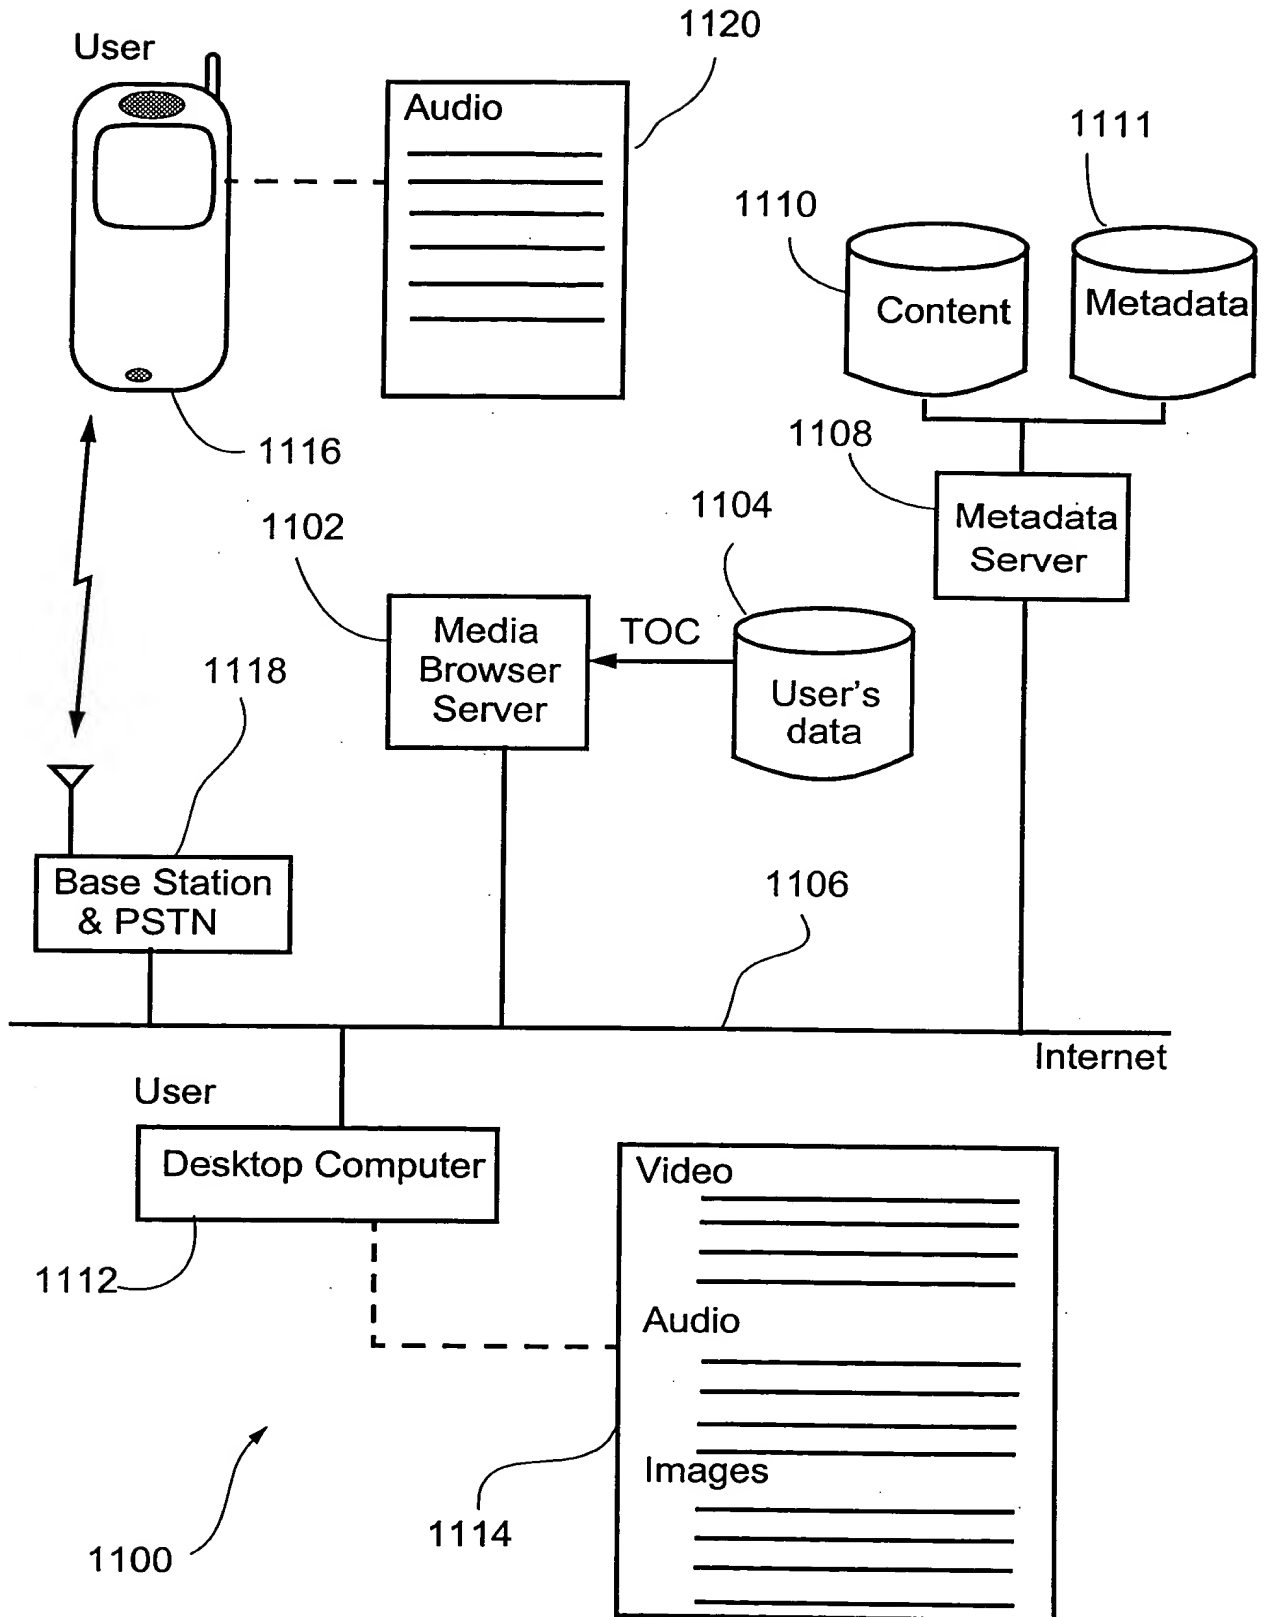 User
1120
Audio
1111
1110
Content
Metadata
1116
1108
1102
1104
Metadata
Server
Media
Browser
Server
TOC
User's
data
1118
Base Station
& PSTN
1106
Internet
User
Desktop Computer
Video
1112
Audio
Images
1114
1100